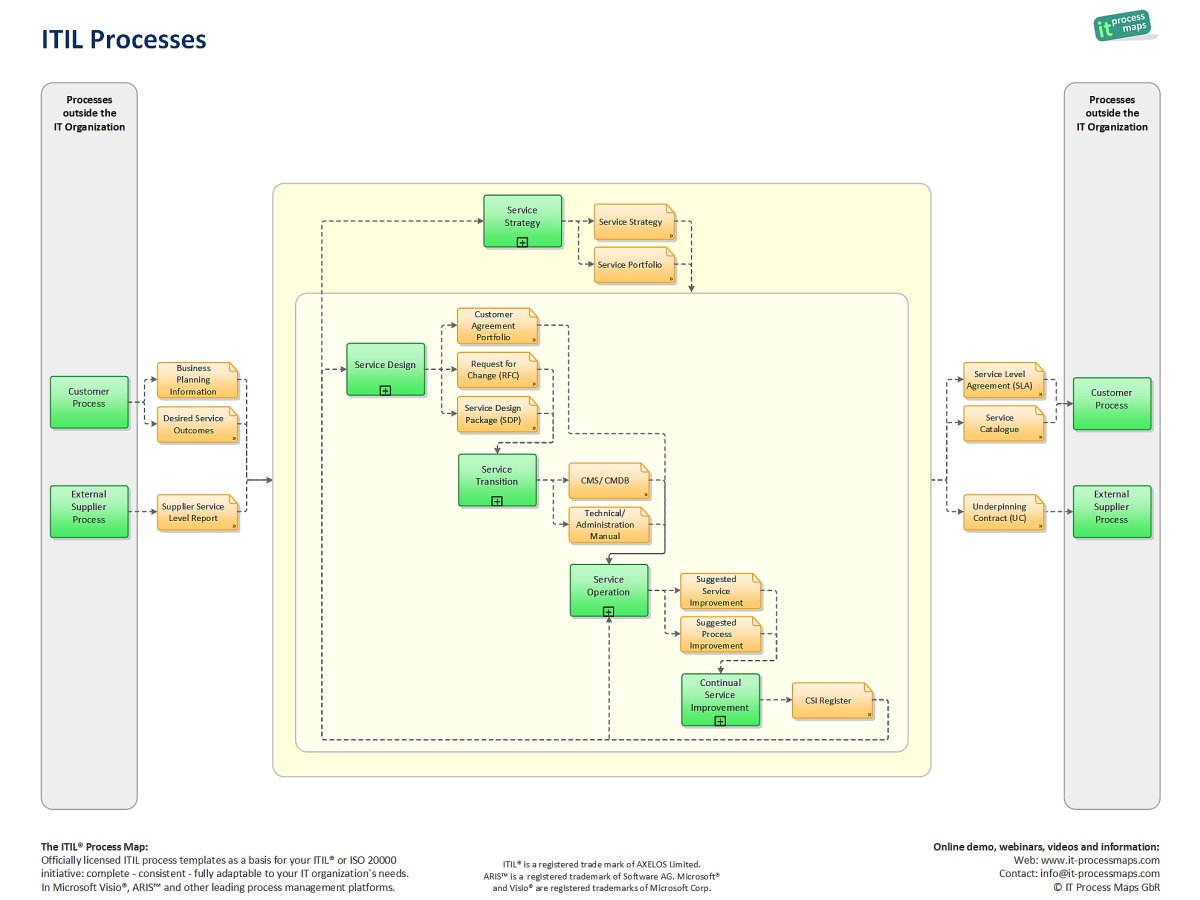 ITIL Processes
it process
maps
Processes
outside the
IT Organization
Processes
outside the
IT Organization
Service
Strategy
Service Strategy
Service Portfolio
Customer
Agreement
Portfolio
Service Design
Request for
Change (RFC)
Service Design
Package (SDP)
Customer
Process
Business
Planning
Information
Desired Service
Outcomes
External
Supplier
Process
Supplier Service
Level Report
Service
Transition
CMS/ CMDB
Technical/
Administration
Manual
Service
Operation
Suggested
Service
Improvement
Suggested
Process
Improvement
Continual
Service
Improvement
CSI Register
Service Level
Agreement (SLA)
Service
Catalogue
Customer
Process
Underpinning
Contract (UC)
External
Supplier
Process
The ITIL® Process Map:
Officially licensed ITIL process templates as a basis for your ITIL® or ISO 20000
initiative: complete - consistent - fully adaptable to your IT organization`s needs.
In Microsoft Visio®, ARIS™ and other leading process management platforms.
ITIL® is a registered trade mark of AXELOS Limited.
ARIS™ is a registered trademark of Software AG. Microsoft®
and Visio® are registered trademarks of Microsoft Corp.
Online demo, webinars, videos and information:
Web: www.it-processmaps.com
Contact: info@it-processmaps.com
© IT Process Maps GbR